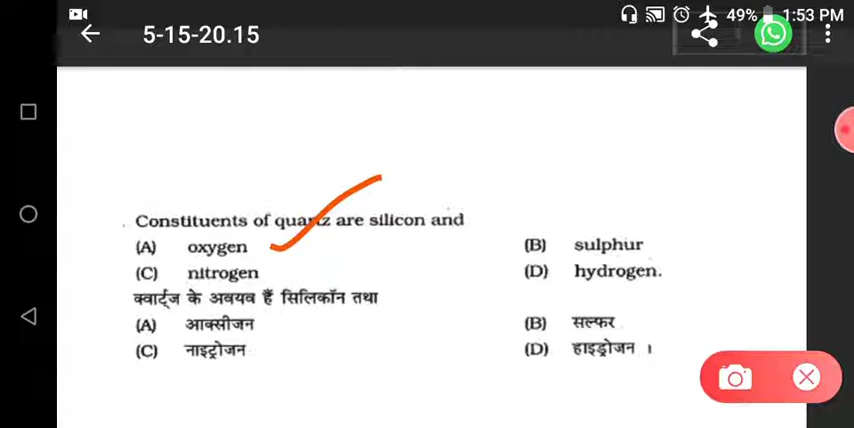 49% 1:53 PM
5-15-20.15
Constituents of quartz are silicon and
(A) oxygen (B) sulphur
(C) nitrogen (D) hydrogen.
क्वार्ट्ज के अवयव हैं सिलिकॉन तथा
(A) आक्सीजन (B) सल्फर
(C) नाइट्रोजन (D) हाइड्रोजन ।